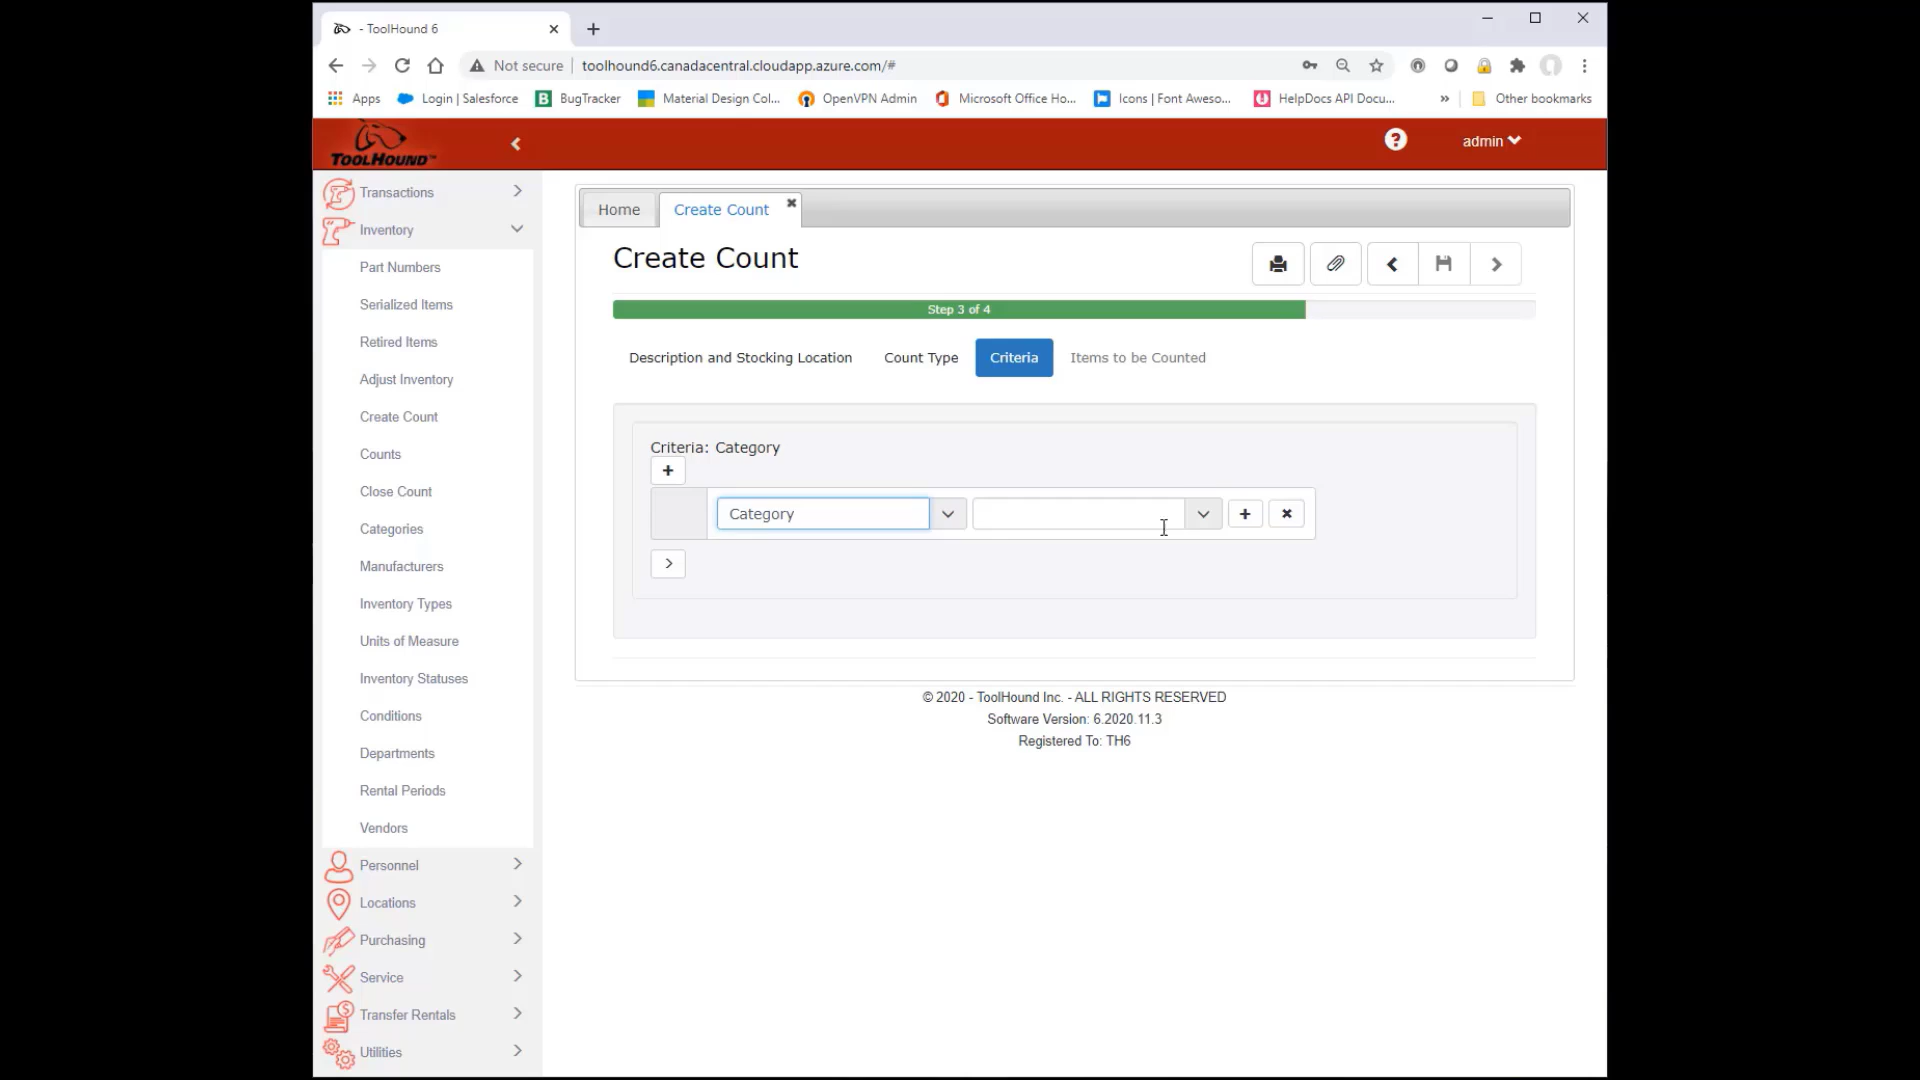 - ToolHound 6
Not secure
toolhound6.canadacentral.cloudapp.azure.com/#
Apps
Login | Salesforce
BugTracker
Material Design Col...
OpenVPN Admin
Microsoft Office Ho...
Icons | Font Aweso...
HelpDocs API Docu...
»
Other bookmarks
TOOLHOUND™
? admin
Transactions
Inventory
Part Numbers
Serialized Items
Retired Items
Adjust Inventory
Create Count
Counts
Close Count
Categories
Manufacturers
Inventory Types
Units of Measure
Inventory Statuses
Conditions
Departments
Rental Periods
Vendors
Personnel
Locations
Purchasing
Service
Transfer Rentals
Utilities
Home
Create Count
Create Count
Step 3 of 4
Description and Stocking Location
Count Type
Criteria
Items to be Counted
Criteria: Category
Category
© 2020 - ToolHound Inc. - ALL RIGHTS RESERVED
Software Version: 6.2020.11.3
Registered To: TH6